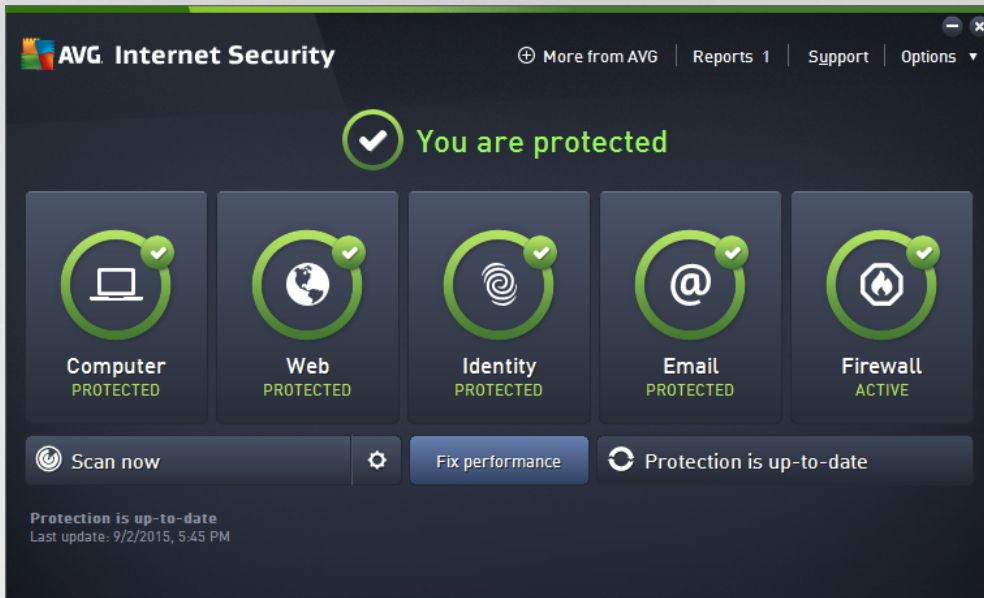 AVG Internet Security
More from AVG
Reports 1
Support
Options
You are protected
Computer
PROTECTED
Web
PROTECTED
Identity
PROTECTED
Email
PROTECTED
Firewall
ACTIVE
Scan now
Fix performance
Protection is up-to-date
Protection is up-to-date
Last update: 9/2/2015, 5:45 PM